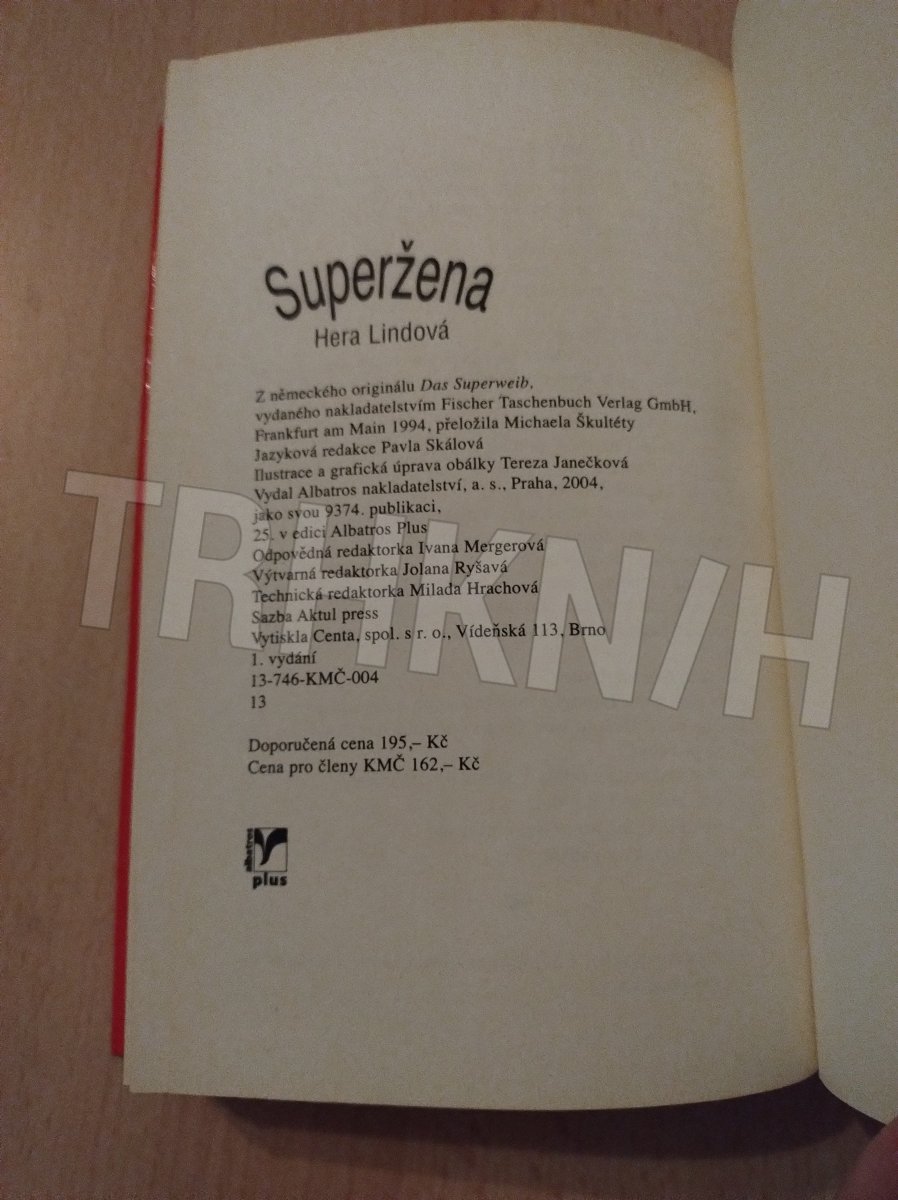 Superžena
Hera Lindová
Z německého originálu Das Superweib,
vydaného nakladatelstvím Fischer Taschenbuch Verlag GmbH,
Frankfurt am Main 1994, přeložila Michaela Škultéty
Jazyková redakce Pavla Skálová
Ilustrace a grafická úprava obálky Tereza Janečková
Vydal Albatros nakladatelství, a. s., Praha, 2004,
jako svou 9374. publikaci,
25. v edici Albatros Plus
Odpovědná redaktorka Ivana Mergerová
Výtvarná redaktorka Jolana Ryšavá
Technická redaktorka Milada Hrachová
Sazba Aktul press
Vytiskla Centa, spol. s r. o., Vídeňská 113, Brno
1. vydání
13-746-KMČ-004
13
Doporučená cena 195,– Kč
Cena pro členy KMČ 162,– Kč
albatros
plus